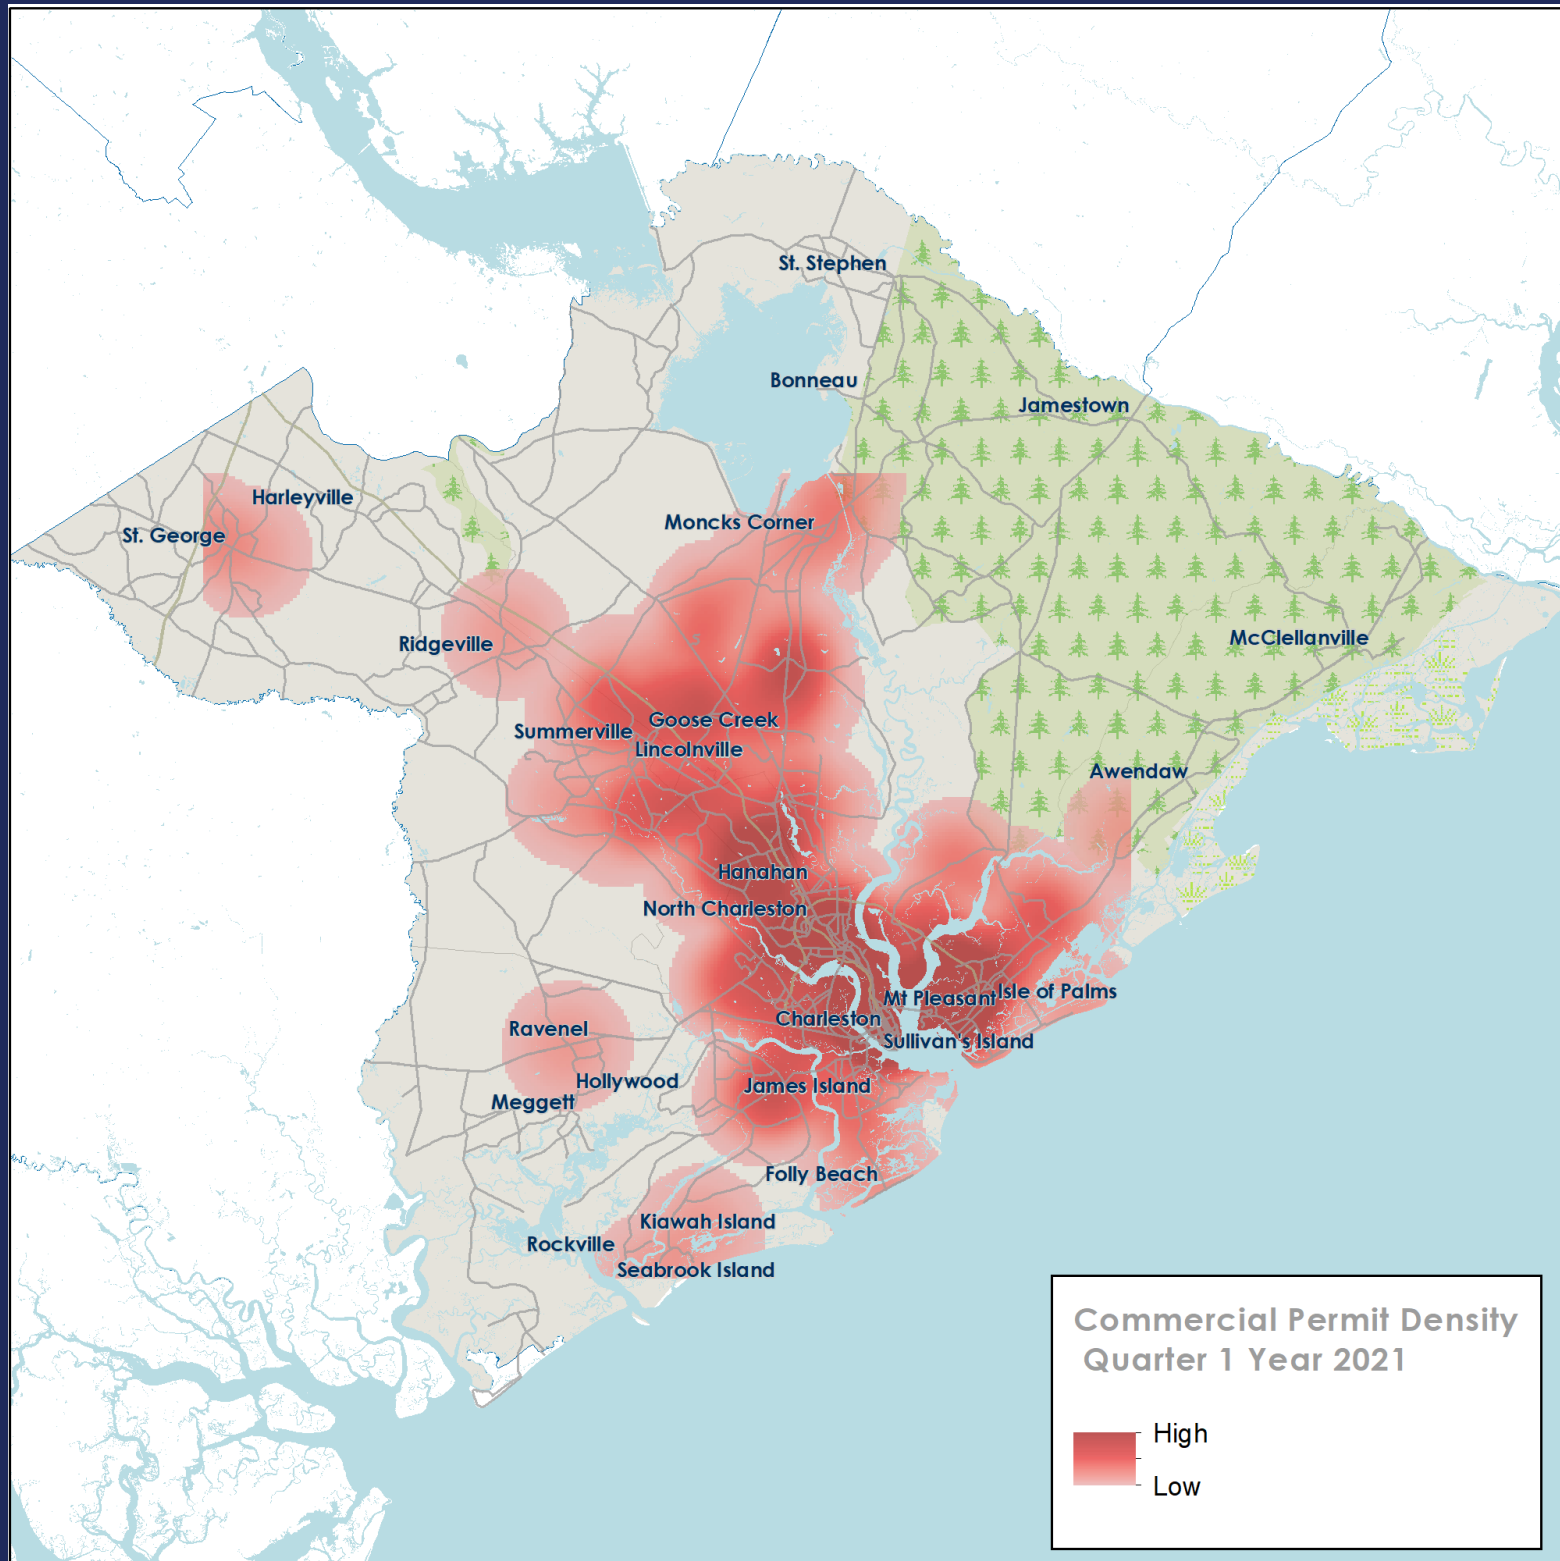 St. Stephen
Bonneau
Jamestown
Harleyville
Moncks Corner
St. George
McClellanville
Ridgeville
Goose Creek
Summerville
Lincolnville
Awendaw
Hanahan
North Charleston
Isle of Palms
Mt Pleasant
Charleston
Ravenel
Sullivan's Island
Hollywood
James Island
Meggett
Folly Beach
Kiawah Island
Rockville
Seabrook Island
Commercial Permit Density
Quarter 1 Year 2021
High
Low